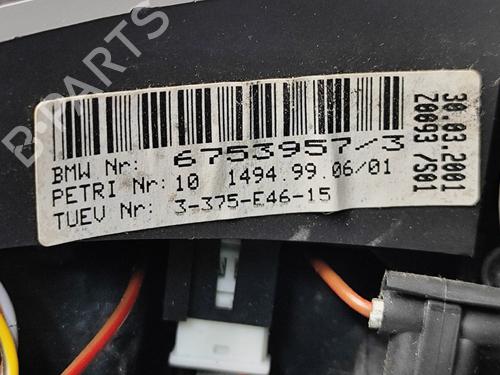 B-PARTS
BMW Nr: 6753957/3
PETRI Nr: 10 1494.99.06/01
TUEV Nr: 3-375-E46-15
30.03.2001
Z0093/S01